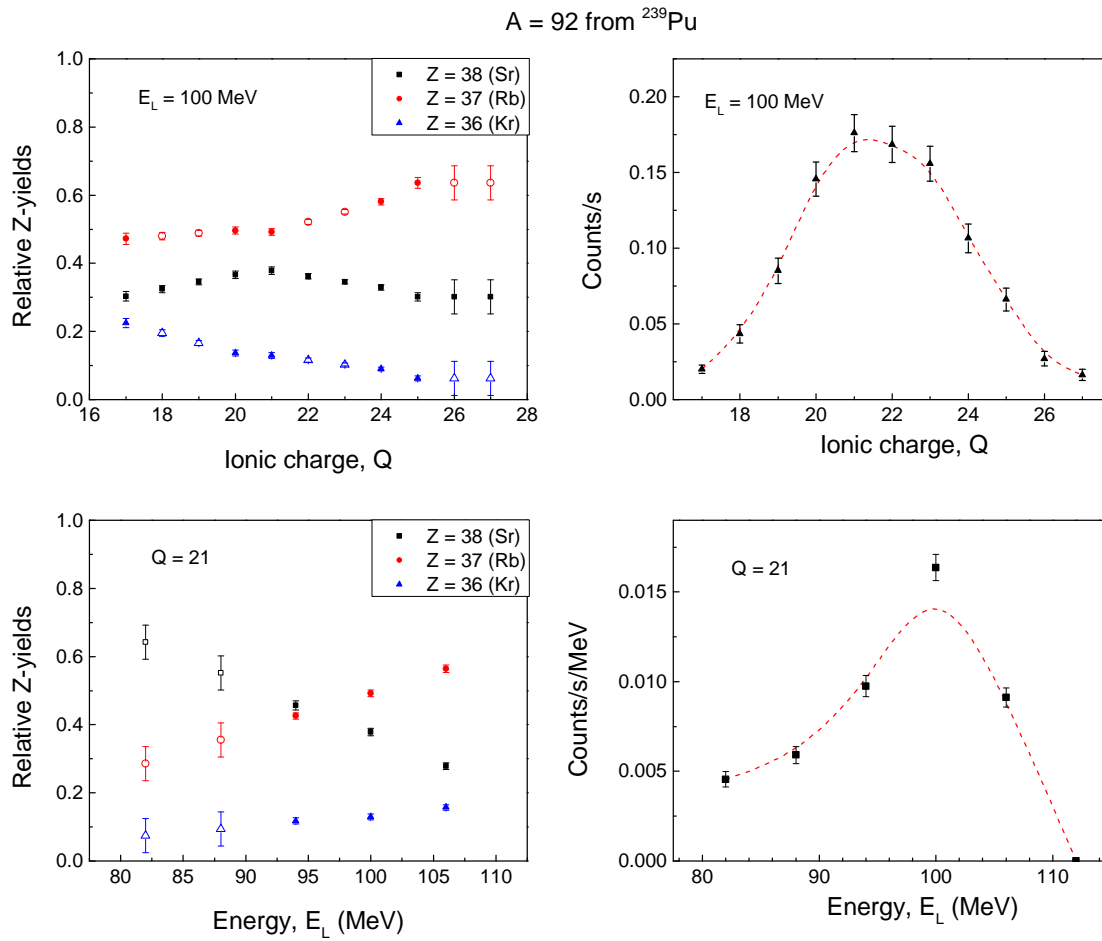 A = 92 from ²³⁹Pu
E_L = 100 MeV
Z = 38 (Sr)
Z = 37 (Rb)
Z = 36 (Kr)
Relative Z-yields
1.0
0.8
0.6
0.4
0.2
0.0
16 18 20 22 24 26 28
Ionic charge, Q
E_L = 100 MeV
Counts/s
0.20
0.15
0.10
0.05
0.00
18 20 22 24 26
Ionic charge, Q
Q = 21
Z = 38 (Sr)
Z = 37 (Rb)
Z = 36 (Kr)
Relative Z-yields
1.0
0.8
0.6
0.4
0.2
0.0
80 85 90 95 100 105 110
Energy, E_L (MeV)
Q = 21
Counts/s/MeV
0.015
0.010
0.005
0.000
80 90 100 110
Energy, E_L (MeV)